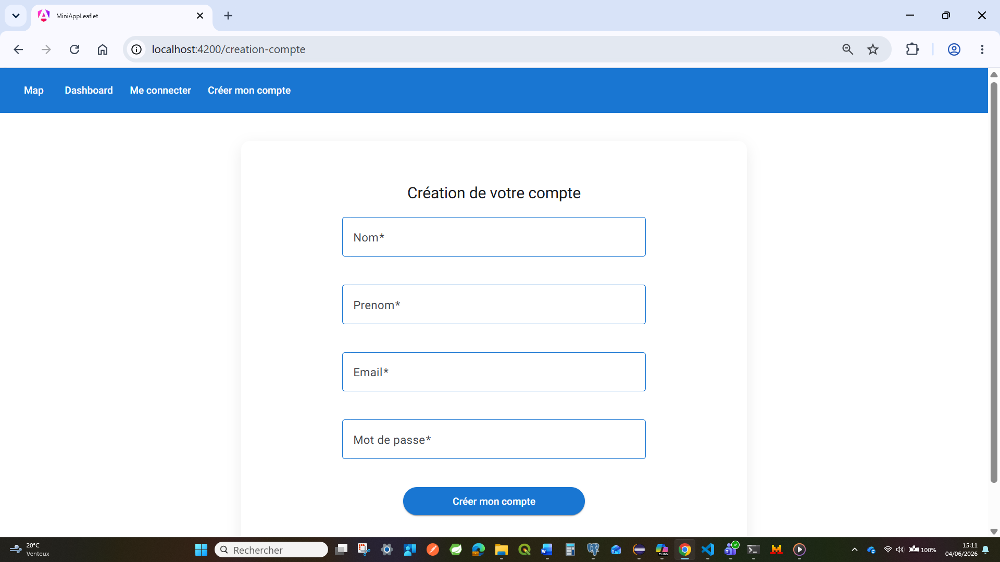 MiniAppLeaflet
localhost:4200/creation-compte
Map Dashboard Me connecter Créer mon compte
Création de votre compte
Nom*
Prenom*
Email*
Mot de passe*
Créer mon compte
20°C
Venteux
Rechercher
M365
100%
15:11
04/06/2026